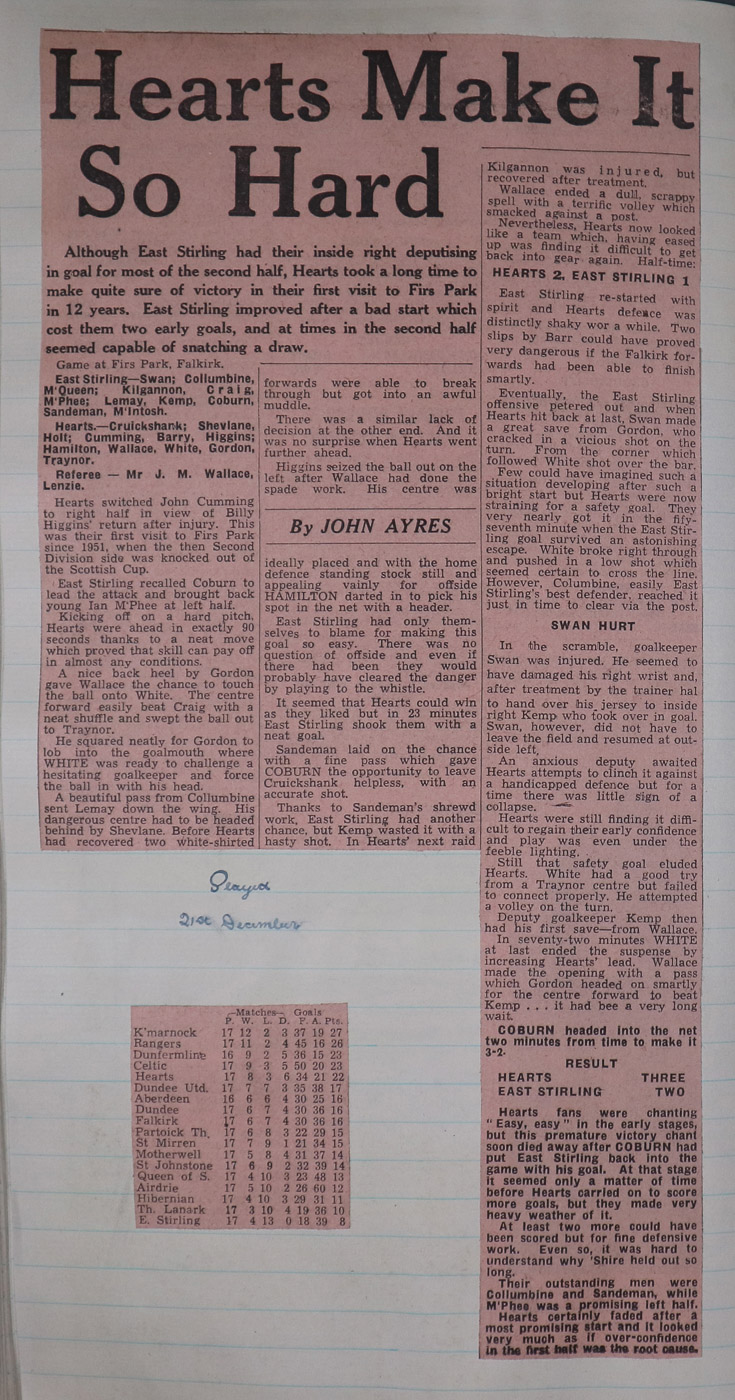 Hearts Make It
So Hard
Although East Stirling had their inside right deputising
in goal for most of the second half, Hearts took a long time to
make quite sure of victory in their first visit to Firs Park
in 12 years. East Stirling improved after a bad start which
cost them two early goals, and at times in the second half
seemed capable of snatching a draw.
Game at Firs Park, Falkirk.
East Stirling—Swan; Collumbine,
M'Queen; Kilgannon, Craig,
M'Phee; Lemay, Kemp, Coburn,
Sandeman, M'Intosh.
Hearts.—Cruickshank; Shevlane,
Holt; Cumming, Barry, Higgins;
Hamilton, Wallace, White, Gordon,
Traynor.
Referee — Mr J. M. Wallace,
Lenzie.
Hearts switched John Cumming
to right half in view of Billy
Higgins' return after injury. This
was their first visit to Firs Park
since 1951, when the then Second
Division side was knocked out of
the Scottish Cup.
East Stirling recalled Coburn to
lead the attack and brought back
young Ian M'Phee at left half.
Kicking off on a hard pitch,
Hearts were ahead in exactly 90
seconds thanks to a neat move
which proved that skill can pay off
in almost any conditions.
A nice back heel by Gordon
gave Wallace the chance to touch
the ball onto White. The centre
forward easily beat Craig with a
neat shuffle and swept the ball out
to Traynor.
He squared neatly for Gordon to
lob into the goalmouth where
WHITE was ready to challenge a
hesitating goalkeeper and force
the ball in with his head.
A beautiful pass from Collumbine
sent Lemay down the wing. His
dangerous centre had to be headed
behind by Shevlane. Before Hearts
had recovered two white-shirted
forwards were able to break
through but got into an awful
muddle.
There was a similar lack of
decision at the other end. And it
was no surprise when Hearts went
further ahead.
Higgins seized the ball out on the
left after Wallace had done the
spade work. His centre was
By JOHN AYRES
ideally placed and with the home
defence standing stock still and
appealing vainly for offside
HAMILTON darted in to pick his
spot in the net with a header.
East Stirling had only them-
selves to blame for making this
goal so easy. There was no
question of offside and even if
there had been they would
probably have cleared the danger
by playing to the whistle.
It seemed that Hearts could win
as they liked but in 23 minutes
East Stirling shook them with a
neat goal.
Sandeman laid on the chance
with a fine pass which gave
COBURN the opportunity to leave
Cruickshank helpless, with an
accurate shot.
Thanks to Sandeman's shrewd
work, East Stirling had another
chance, but Kemp wasted it with a
hasty shot. In Hearts' next raid
Kilgannon was injured, but
recovered after treatment.
Wallace ended a dull, scrappy
spell with a terrific volley which
smacked against a post.
Nevertheless, Hearts now looked
like a team which, having eased
up was finding it difficult to get
back into gear again. Half-time:
HEARTS 2, EAST STIRLING 1
East Stirling re-started with
spirit and Hearts defence was
distinctly shaky wor a while. Two
slips by Barr could have proved
very dangerous if the Falkirk for-
wards had been able to finish
smartly.
Eventually, the East Stirling
offensive petered out and when
Hearts hit back at last, Swan made
a great save from Gordon, who
cracked in a vicious shot on the
turn. From the corner which
followed White shot over the bar.
Few could have imagined such a
situation developing after such a
bright start but Hearts were now
straining for a safety goal. They
very nearly got it in the fifty-
seventh minute when the East Stir-
ling goal survived an astonishing
escape. White broke right through
and pushed in a low shot which
seemed certain to cross the line.
However, Columbine, easily East
Stirling's best defender, reached it
just in time to clear via the post.
SWAN HURT
In the scramble, goalkeeper
Swan was injured. He seemed to
have damaged his right wrist and,
after treatment by the trainer hal
to hand over his jersey to inside
right Kemp who took over in goal.
Swan, however, did not have to
leave the field and resumed at out-
side left,
An anxious deputy awaited
Hearts attempts to clinch it against
a handicapped defence but for a
time there was little sign of a
collapse.
Hearts were still finding it diffi-
cult to regain their early confidence
and play was even under the
feeble lighting.
Still that safety goal eluded
Hearts. White had a good try
from a Traynor centre but failed
to connect properly. He attempted
a volley on the turn.
Deputy goalkeeper Kemp then
had his first save—from Wallace.
In seventy-two minutes WHITE
at last ended the suspense by
increasing Hearts' lead. Wallace
made the opening with a pass
which Gordon headed on smartly
for the centre forward to beat
Kemp . . . it had bee a very long
wait.
COBURN headed into the net
two minutes from time to make it
3-2.
RESULT
HEARTS THREE
EAST STIRLING TWO
Hearts fans were chanting
"Easy, easy" in the early stages,
but this premature victory chant
soon died away after COBURN had
put East Stirling back into the
game with his goal. At that stage
it seemed only a matter of time
before Hearts carried on to score
more goals, but they made very
heavy weather of it.
At least two more could have
been scored but for fine defensive
work. Even so, it was hard to
understand why 'Shire held out so
long.
Their outstanding men were
Collumbine and Sandeman, while
M'Phee was a promising left half.
Hearts certainly faded after a
most promising start and it looked
very much as if over-confidence
in the first half was the root cause.
Played
21st December
—Matches— Goals
P. W. L. D. F. A. Pts.
K'marnock 17 12 2 3 37 19 27
Rangers 17 11 2 4 45 16 26
Dunfermline 16 9 2 5 36 15 23
Celtic 17 9 3 5 50 20 23
Hearts 17 8 3 6 34 21 22
Dundee Utd. 17 7 7 3 35 38 17
Aberdeen 16 6 6 4 30 25 16
Dundee 17 6 7 4 30 36 16
Falkirk 17 6 7 4 30 36 16
Partoick Th. 17 6 8 3 22 29 15
St Mirren 17 7 9 1 21 34 15
Motherwell 17 5 8 4 31 37 14
St Johnstone 17 6 9 2 32 39 14
Queen of S. 17 4 10 3 23 48 13
Airdrie 17 5 10 2 26 60 12
Hibernian 17 4 10 3 29 31 11
Th. Lanark 17 3 10 4 19 36 10
E. Stirling 17 4 13 0 18 39 8